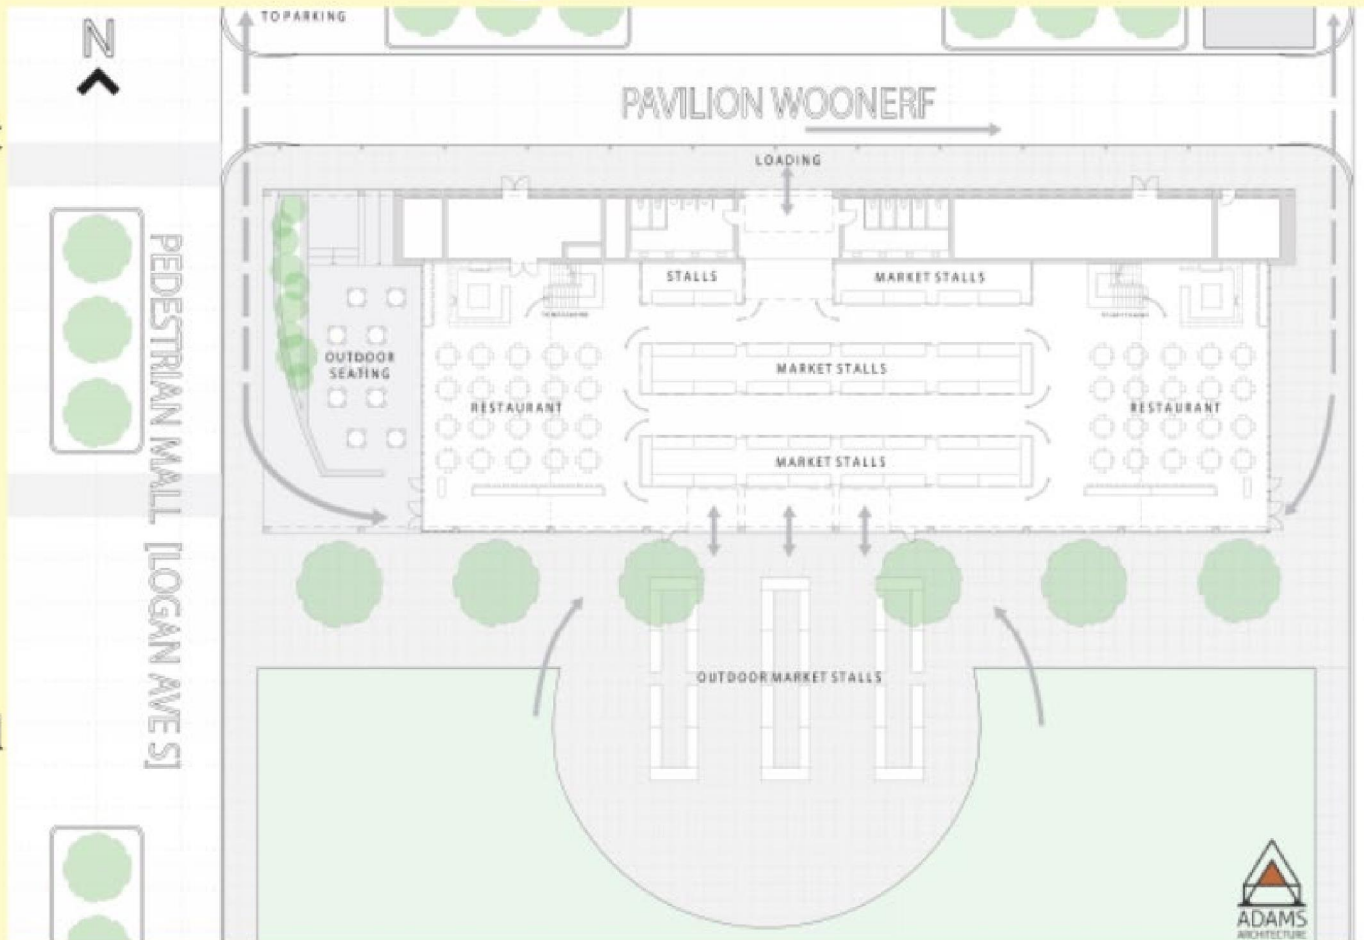 TO PARKING
N
PAVILION WOONERF
LOADING
STALLS
MARKET STALLS
OUTDOOR
SEATING
MARKET STALLS
RESTAURANT
RESTAURANT
MARKET STALLS
PEDESTRIAN MALL [LOGAN AVE S]
OUTDOOR MARKET STALLS
ADAMS
ARCHITECTURE